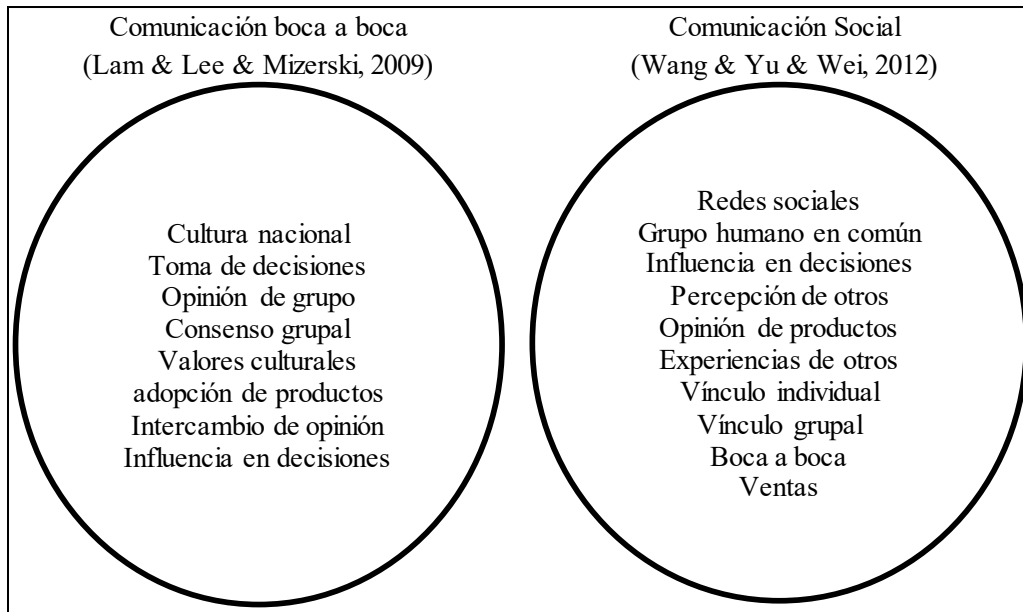 Comunicación boca a boca
(Lam & Lee & Mizerski, 2009)
Cultura nacional
Toma de decisiones
Opinión de grupo
Consenso grupal
Valores culturales
adopción de productos
Intercambio de opinión
Influencia en decisiones
Comunicación Social
(Wang & Yu & Wei, 2012)
Redes sociales
Grupo humano en común
Influencia en decisiones
Percepción de otros
Opinión de productos
Experiencias de otros
Vínculo individual
Vínculo grupal
Boca a boca
Ventas